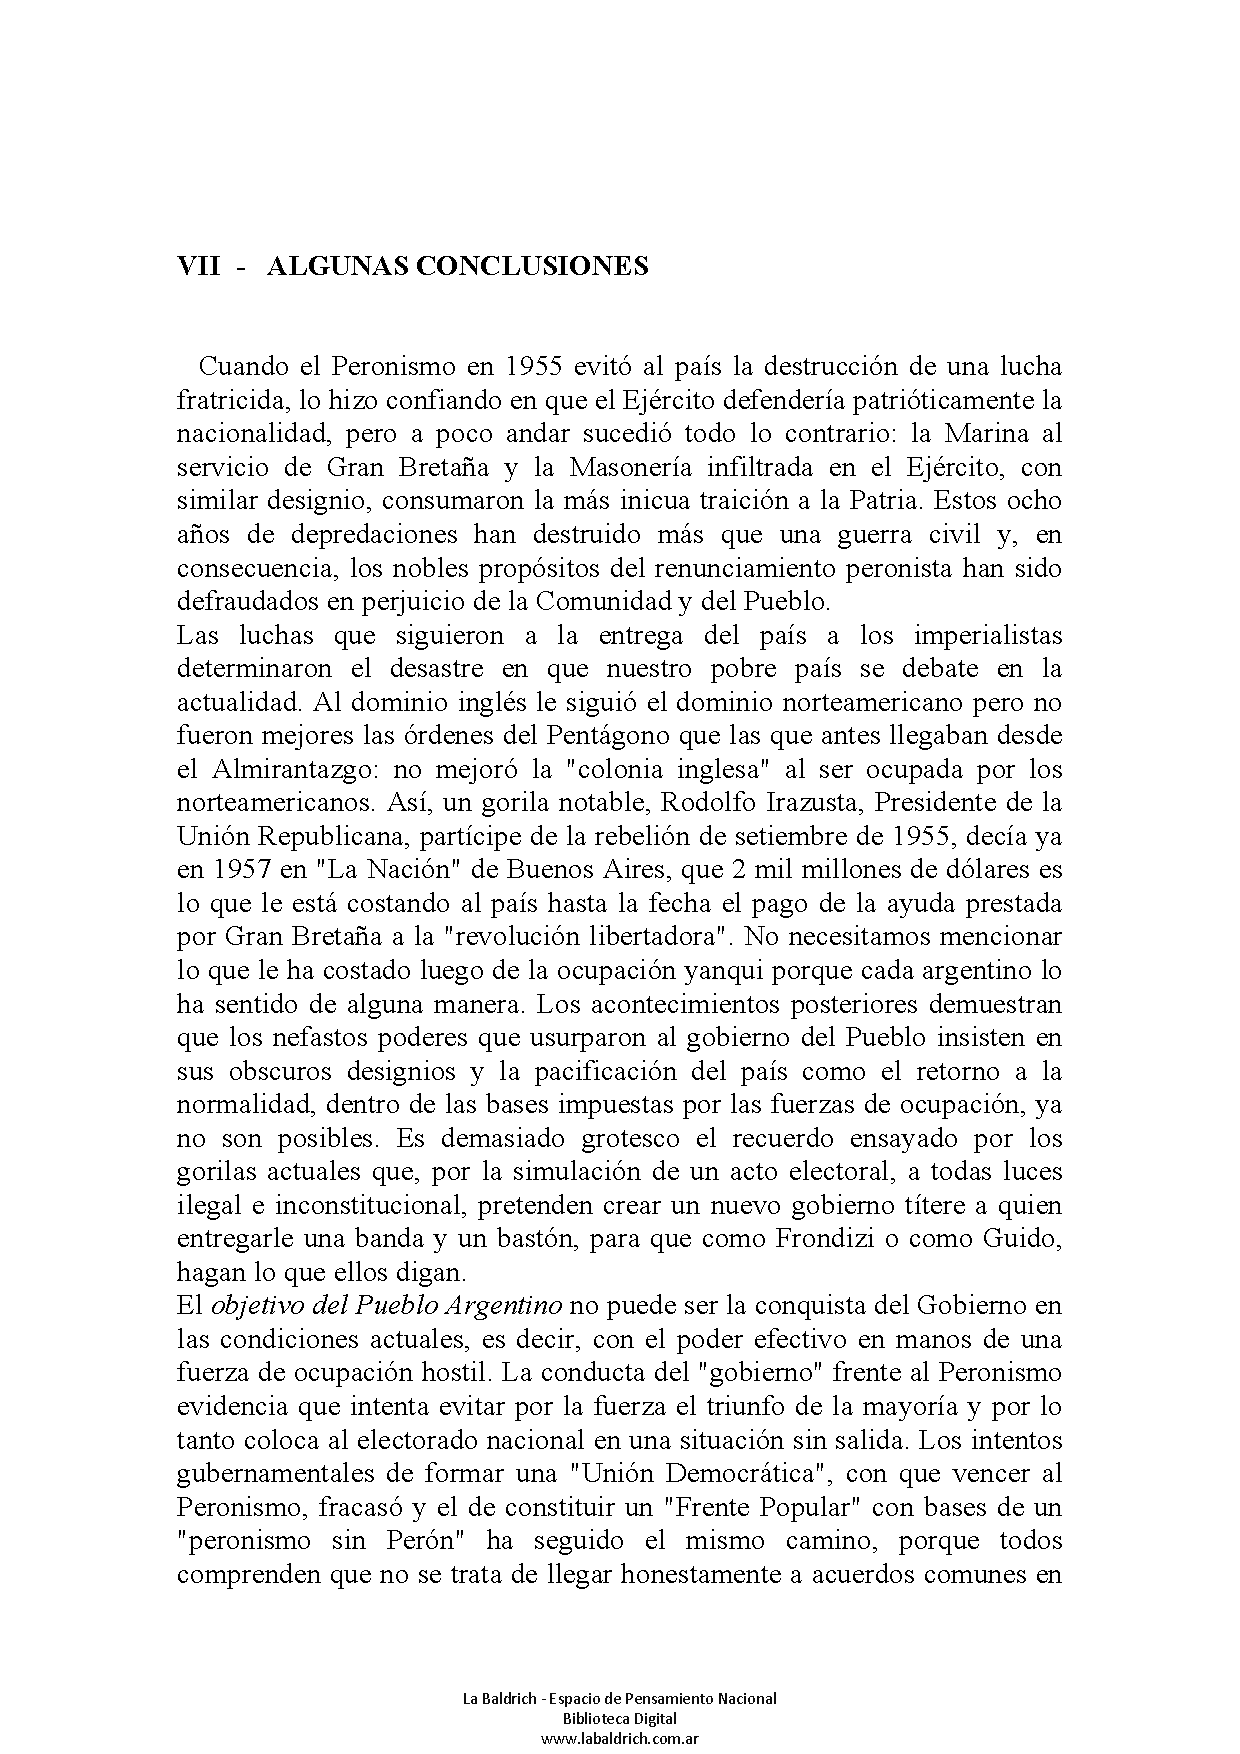 VII - ALGUNAS CONCLUSIONES
Cuando el Peronismo en 1955 evitó al país la destrucción de una lucha
fratricida, lo hizo confiando en que el Ejército defendería patrióticamente la
nacionalidad, pero a poco andar sucedió todo lo contrario: la Marina al
servicio de Gran Bretaña y la Masonería infiltrada en el Ejército, con
similar designio, consumaron la más inicua traición a la Patria. Estos ocho
años de depredaciones han destruido más que una guerra civil y, en
consecuencia, los nobles propósitos del renunciamiento peronista han sido
defraudados en perjuicio de la Comunidad y del Pueblo.
Las luchas que siguieron a la entrega del país a los imperialistas
determinaron el desastre en que nuestro pobre país se debate en la
actualidad. Al dominio inglés le siguió el dominio norteamericano pero no
fueron mejores las órdenes del Pentágono que las que antes llegaban desde
el Almirantazgo: no mejoró la "colonia inglesa" al ser ocupada por los
norteamericanos. Así, un gorila notable, Rodolfo Irazusta, Presidente de la
Unión Republicana, partícipe de la rebelión de setiembre de 1955, decía ya
en 1957 en "La Nación" de Buenos Aires, que 2 mil millones de dólares es
lo que le está costando al país hasta la fecha el pago de la ayuda prestada
por Gran Bretaña a la "revolución libertadora". No necesitamos mencionar
lo que le ha costado luego de la ocupación yanqui porque cada argentino lo
ha sentido de alguna manera. Los acontecimientos posteriores demuestran
que los nefastos poderes que usurparon al gobierno del Pueblo insisten en
sus obscuros designios y la pacificación del país como el retorno a la
normalidad, dentro de las bases impuestas por las fuerzas de ocupación, ya
no son posibles. Es demasiado grotesco el recuerdo ensayado por los
gorilas actuales que, por la simulación de un acto electoral, a todas luces
ilegal e inconstitucional, pretenden crear un nuevo gobierno títere a quien
entregarle una banda y un bastón, para que como Frondizi o como Guido,
hagan lo que ellos digan.
El objetivo del Pueblo Argentino no puede ser la conquista del Gobierno en
las condiciones actuales, es decir, con el poder efectivo en manos de una
fuerza de ocupación hostil. La conducta del "gobierno" frente al Peronismo
evidencia que intenta evitar por la fuerza el triunfo de la mayoría y por lo
tanto coloca al electorado nacional en una situación sin salida. Los intentos
gubernamentales de formar una "Unión Democrática", con que vencer al
Peronismo, fracasó y el de constituir un "Frente Popular" con bases de un
"peronismo sin Perón" ha seguido el mismo camino, porque todos
comprenden que no se trata de llegar honestamente a acuerdos comunes en
La Baldrich - Espacio de Pensamiento Nacional
Biblioteca Digital
www.labaldrich.com.ar